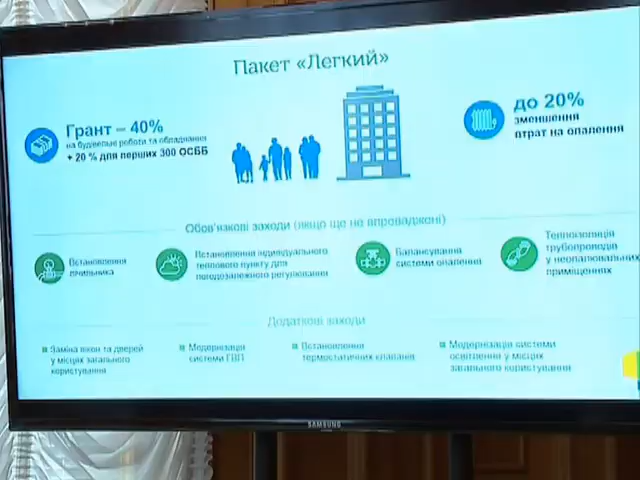 Пакет «Легкий»
Грант – 40%
на будівельні роботи та обладнання
+ 20 % для перших 300 ОСББ
до 20%
зменшення
втрат на опалення
Обов'язкові заходи (якщо ще не впроваджені)
Встановлення
лічильника
Встановлення індивідуального
теплового пункту для
погодозалежного регулювання
Балансування
системи опалення
Теплоізоляція
трубопроводів
у неопалювальних
приміщеннях
Додаткові заходи
Заміна вікон та дверей
у місцях загального
користування
Модернізація
системи ГВП
Встановлення
термостатичних клапанів
Модернізація системи
освітлення у місцях
загального користування
SAMSUNG